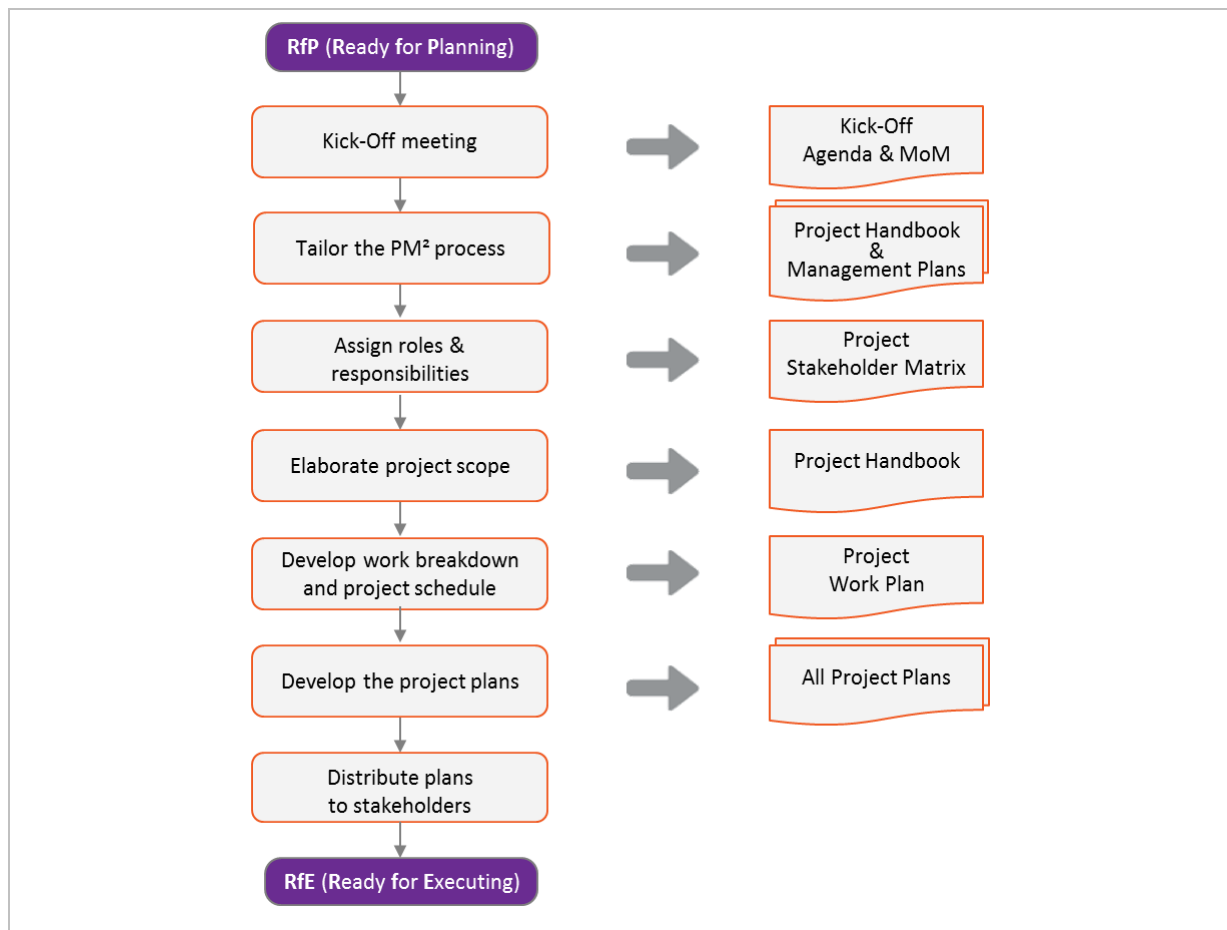 RfP (Ready for Planning)
Kick-Off meeting
Kick-Off
Agenda & MoM
Tailor the PM² process
Project Handbook
&
Management Plans
Assign roles &
responsibilities
Project
Stakeholder Matrix
Elaborate project scope
Project Handbook
Develop work breakdown
and project schedule
Project
Work Plan
Develop the project plans
All Project Plans
Distribute plans
to stakeholders
RfE (Ready for Executing)